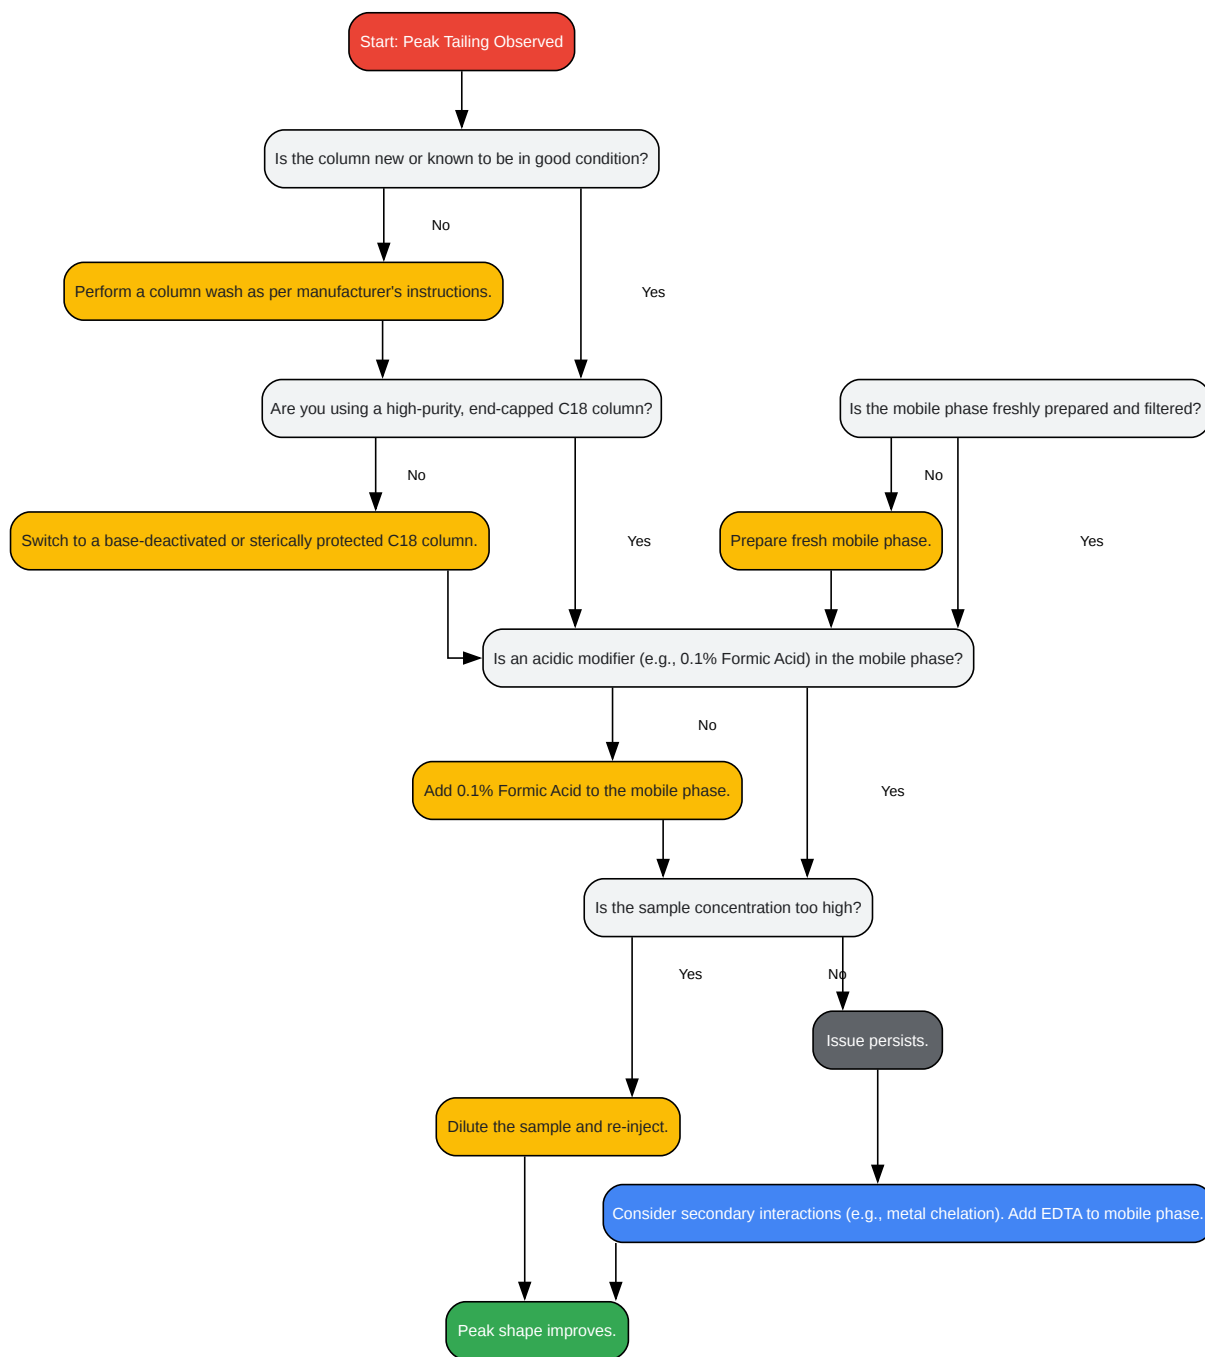 Start: Peak Tailing Observed
Is the column new or known to be in good condition?
No
Perform a column wash as per manufacturer's instructions.
Yes
Are you using a high-purity, end-capped C18 column?
Is the mobile phase freshly prepared and filtered?
No
No
Switch to a base-deactivated or sterically protected C18 column.
Yes
Prepare fresh mobile phase.
Yes
Is an acidic modifier (e.g., 0.1% Formic Acid) in the mobile phase?
No
Add 0.1% Formic Acid to the mobile phase.
Yes
Is the sample concentration too high?
Yes
No
Issue persists.
Dilute the sample and re-inject.
Consider secondary interactions (e.g., metal chelation). Add EDTA to mobile phase.
Peak shape improves.